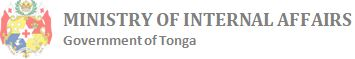 MINISTRY OF INTERNAL AFFAIRS
Government of Tonga